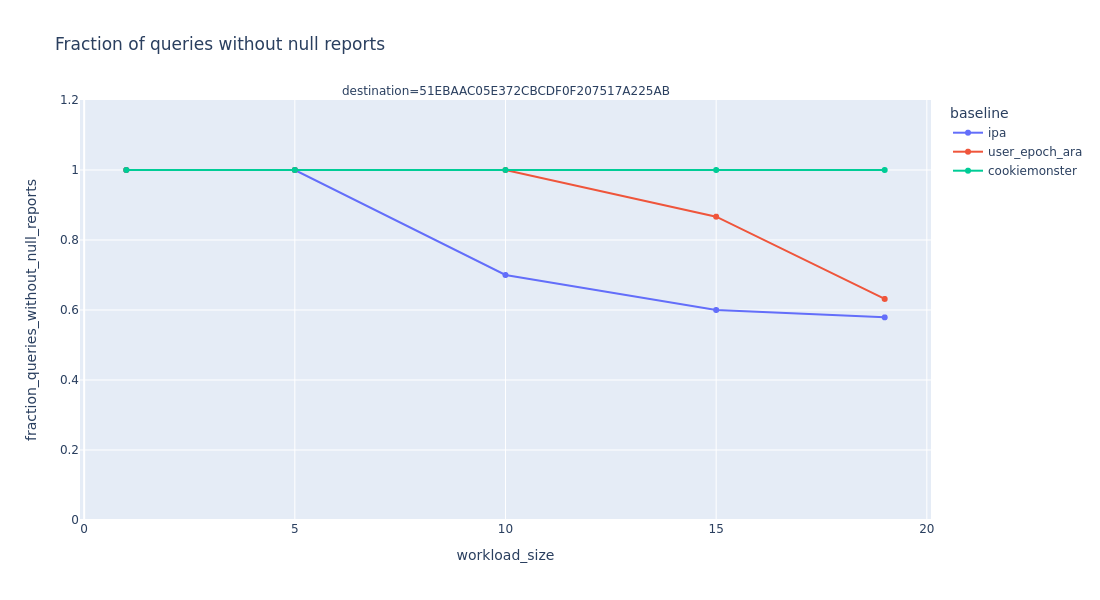 Fraction of queries without null reports
destination=51EBAAC05E372CBCDF0F207517A225AB
fraction_queries_without_null_reports
1.2
1
0.8
0.6
0.4
0.2
0
0 5 10 15 20
workload_size
baseline
ipa
user_epoch_ara
cookiemonster